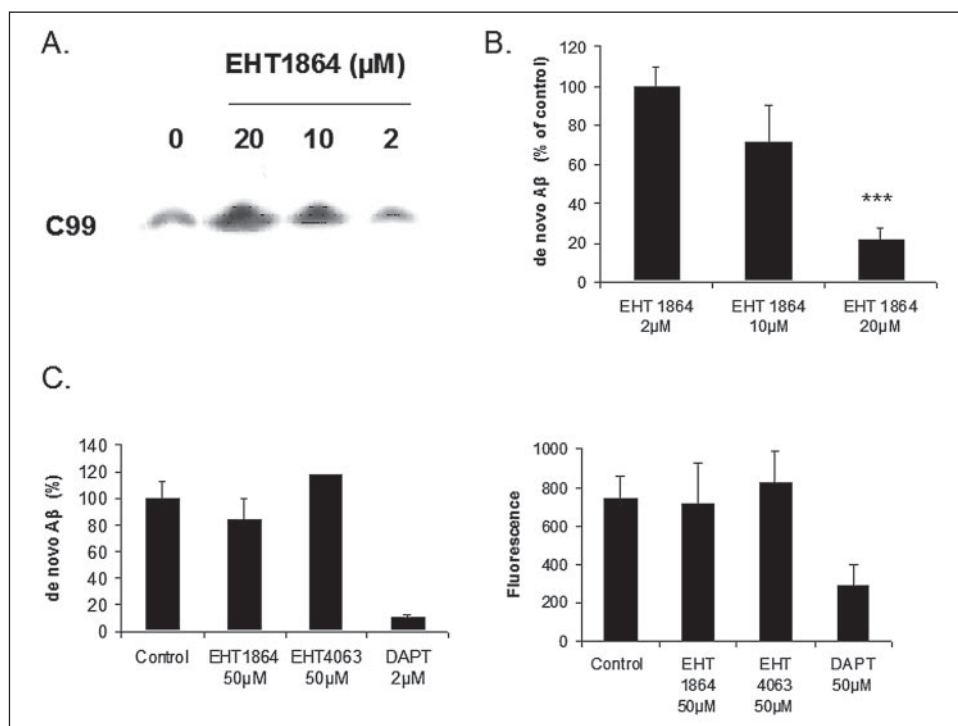 A.
EHT1864 (µM)
0 20 10 2
C99
B.
de novo Aβ (% of control)
120
100
80
60
40
20
0
***
EHT 1864 EHT 1864 EHT 1864
2µM 10µM 20µM
C.
de novo Aβ (%)
140
120
100
80
60
40
20
0
Control EHT1864 EHT4063 DAPT
50µM 50µM 2µM
Fluorescence
1000
800
600
400
200
0
Control EHT EHT DAPT
1864 4063 50µM
50µM 50µM